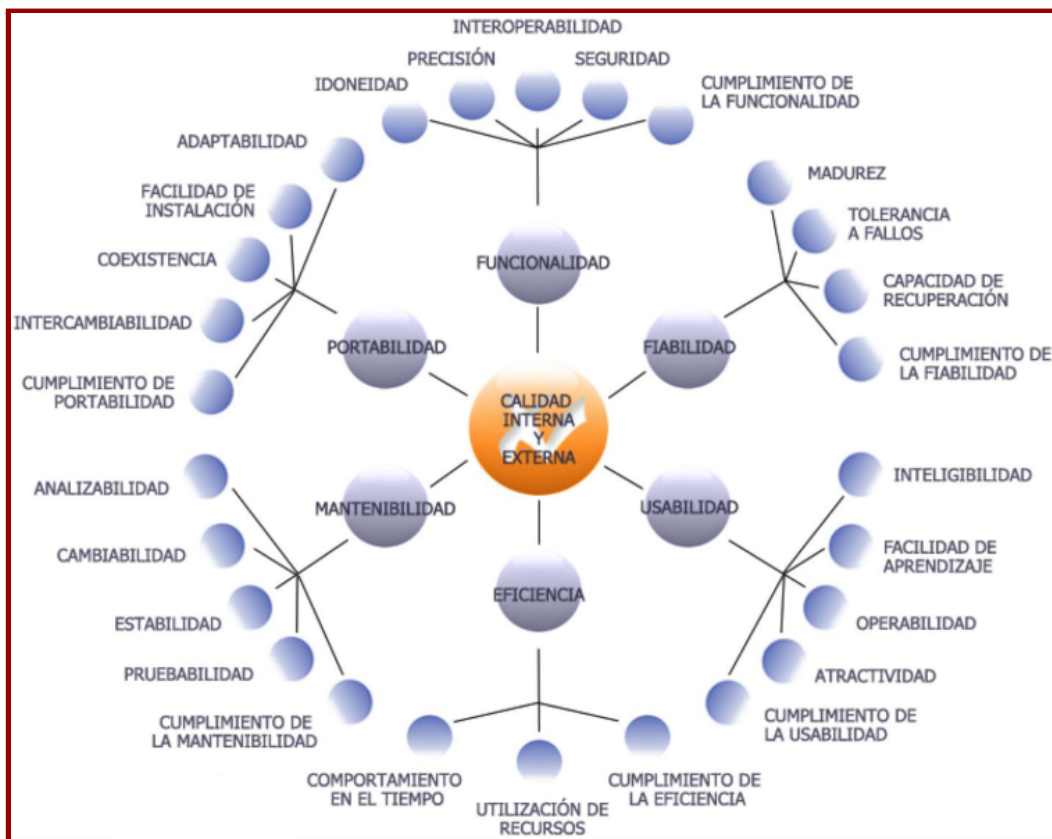 INTEROPERABILIDAD
PRECISIÓN
SEGURIDAD
IDONEIDAD
CUMPLIMIENTO DE
LA FUNCIONALIDAD
FUNCIONALIDAD
MADUREZ
TOLERANCIA
A FALLOS
CAPACIDAD DE
RECUPERACIÓN
CUMPLIMIENTO DE
LA FIABILIDAD
FIABILIDAD
ADAPTABILIDAD
FACILIDAD DE
INSTALACIÓN
COEXISTENCIA
INTERCAMBIABILIDAD
CUMPLIMIENTO DE
PORTABILIDAD
PORTABILIDAD
CALIDAD
INTERNA
Y
EXTERNA
MANTENIBILIDAD
ANALIZABILIDAD
CAMBIABILIDAD
ESTABILIDAD
PRUEBABILIDAD
CUMPLIMIENTO DE
LA MANTENIBILIDAD
USABILIDAD
INTELIGIBILIDAD
FACILIDAD DE
APRENDIZAJE
OPERABILIDAD
ATRACTIVIDAD
CUMPLIMIENTO DE
LA USABILIDAD
EFICIENCIA
COMPORTAMIENTO
EN EL TIEMPO
UTILIZACIÓN DE
RECURSOS
CUMPLIMIENTO DE
LA EFICIENCIA